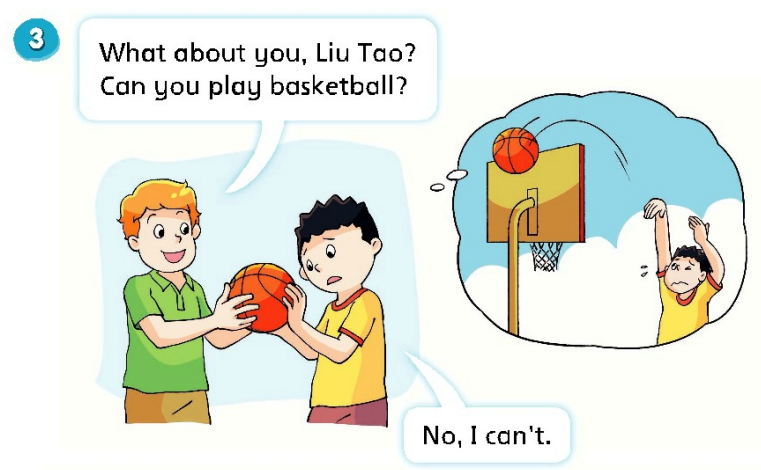 3
What about you, Liu Tao?
Can you play basketball?
No, I can't.